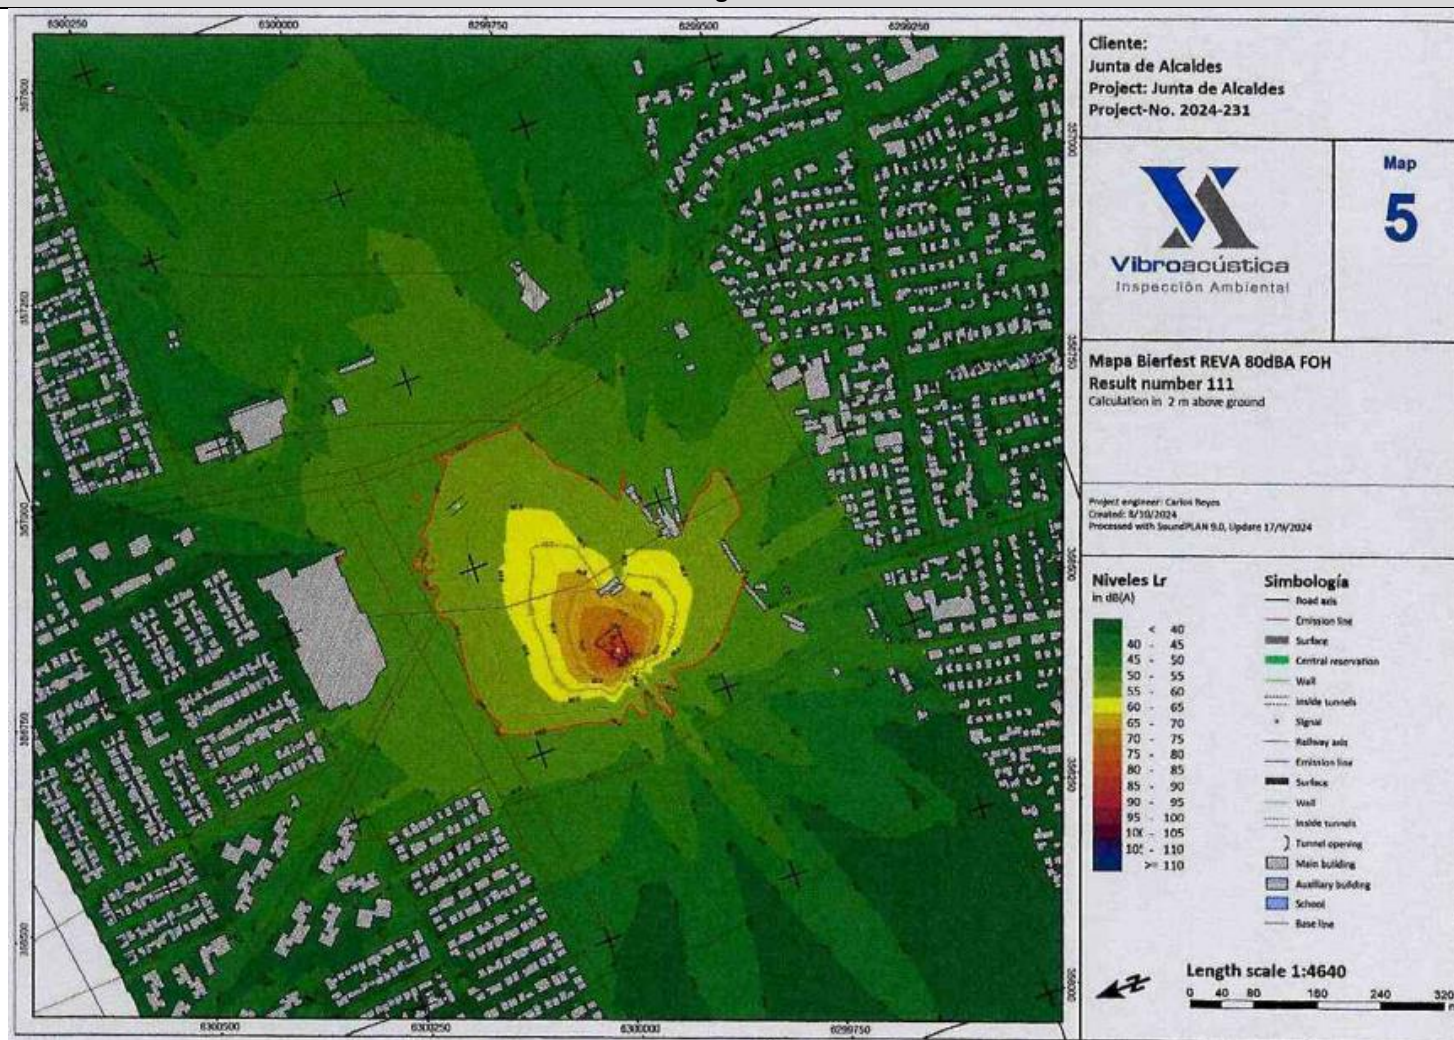 6300250
6300000
6299750
6299500
6299250
Cliente:
Junta de Alcaldes
Project: Junta de Alcaldes
Project-No. 2024-231
Vibroacústica
Inspección Ambiental
Map
5
Mapa Bierfest REVA 80dBA FOH
Result number 111
Calculation in 2 m above ground
Project engineer: Carlos Reyes
Created: 8/10/2024
Processed with SoundPLAN 9.0, Update 17/9/2024
Niveles Lr
in dB(A)
< 40
40 - 45
45 - 50
50 - 55
55 - 60
60 - 65
65 - 70
70 - 75
75 - 80
80 - 85
85 - 90
90 - 95
95 - 100
- 105
- 110
>= 110
Simbología
Road axis
Emission line
Surface
Central reservation
Wall
Inside tunnels
Signal
Railway axis
Emission line
Surface
Wall
Inside tunnels
Tunnel opening
Main building
Auxiliary building
School
Base line
Length scale 1:4640
0 40 80 160 240 320
6300500
6300250
6300000
6299750